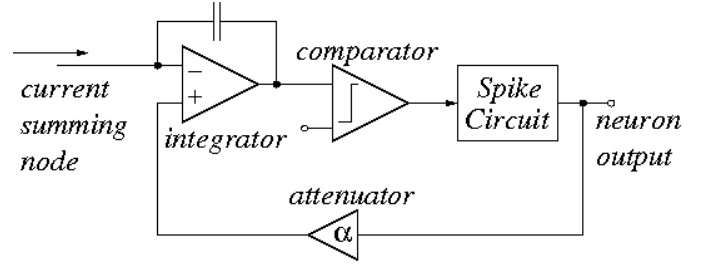 comparator
−
+
Spike
Circuit
current
summing
node
integrator
neuron
output
attenuator
α